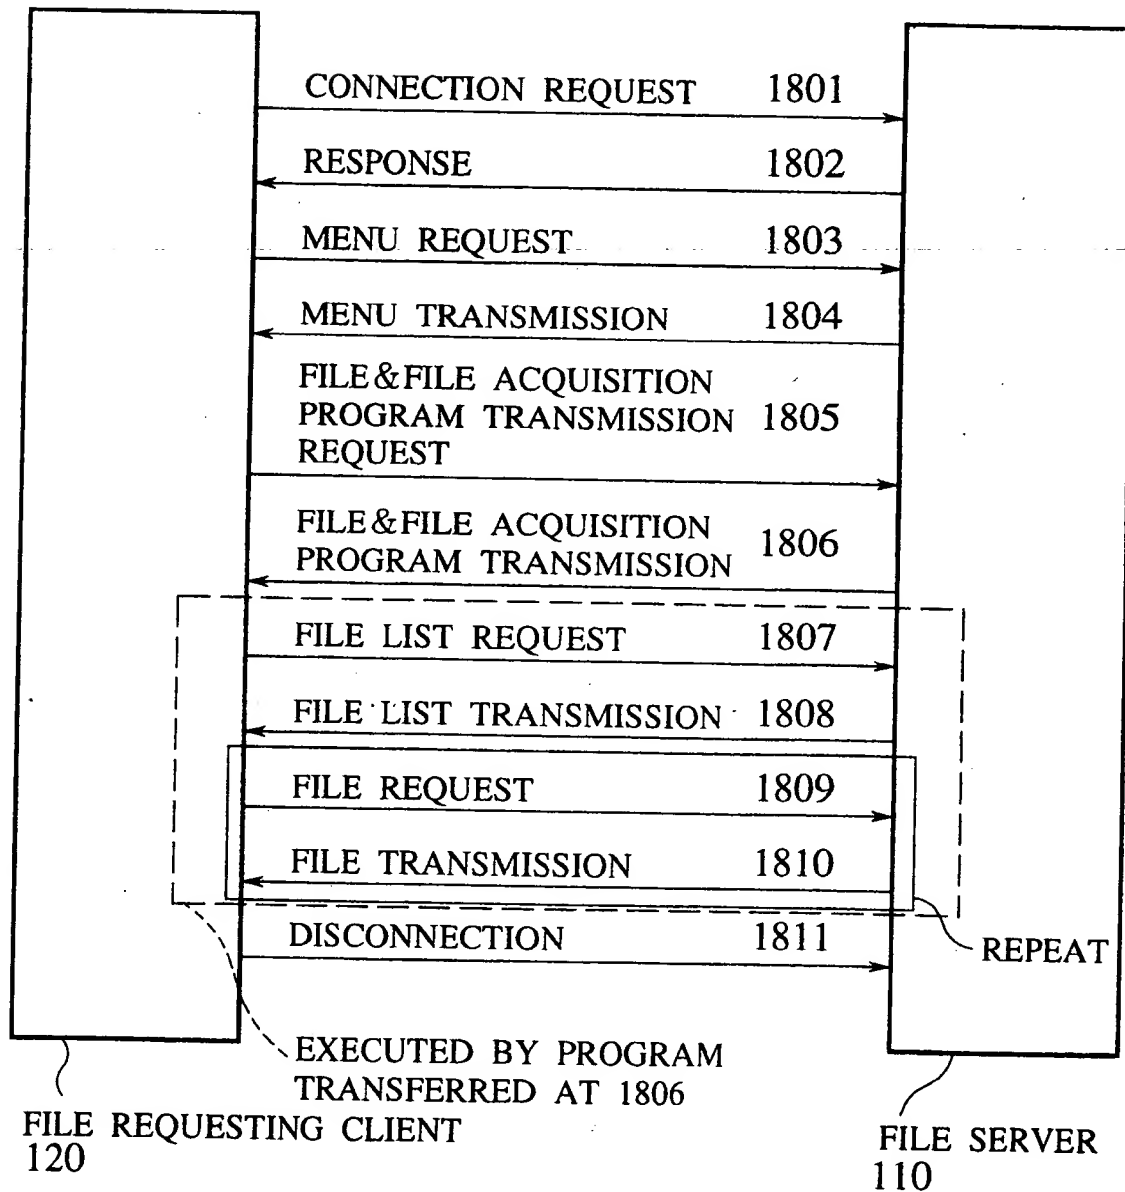 CONNECTION REQUEST 1801
RESPONSE 1802
MENU REQUEST 1803
MENU TRANSMISSION 1804
FILE&FILE ACQUISITION
PROGRAM TRANSMISSION 1805
REQUEST
FILE&FILE ACQUISITION
PROGRAM TRANSMISSION 1806
FILE LIST REQUEST 1807
FILE LIST TRANSMISSION 1808
FILE REQUEST 1809
FILE TRANSMISSION 1810
DISCONNECTION 1811
REPEAT
EXECUTED BY PROGRAM
TRANSFERRED AT 1806
FILE REQUESTING CLIENT
120
FILE SERVER
110